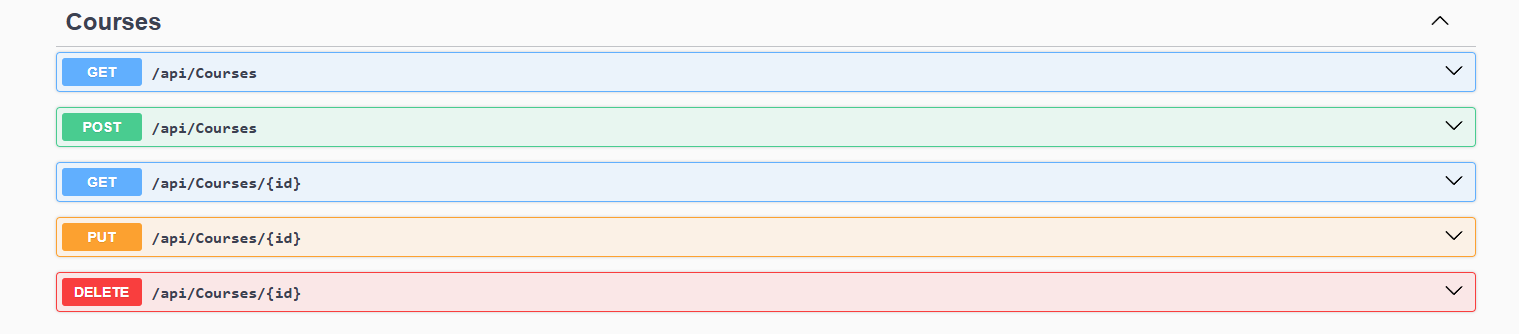 Courses
GET /api/Courses
POST /api/Courses
GET /api/Courses/{id}
PUT /api/Courses/{id}
DELETE /api/Courses/{id}